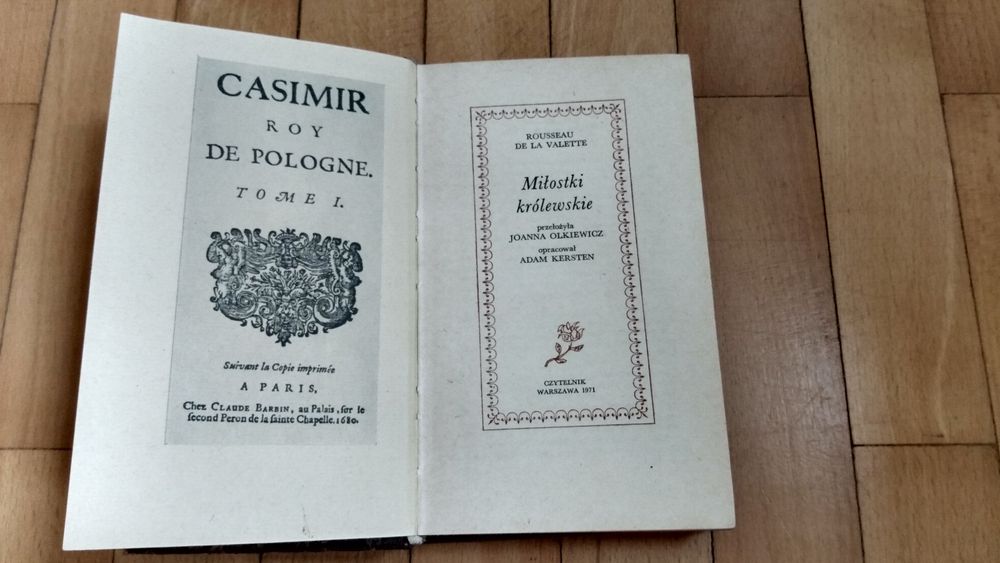 CASIMIR
ROY
DE POLOGNE.
TOME I.
Suivant la Copie imprimée
A PARIS,
Chez CLAUDE BARBIN, au Palais, sor le
second Peron de la sainte Chapelle. 1680.
ROUSSEAU
DE LA VALETTE
Miłostki
królewskie
przełożyła
JOANNA OLKIEWICZ
opracował
ADAM KERSTEN
CZYTELNIK
WARSZAWA 1971